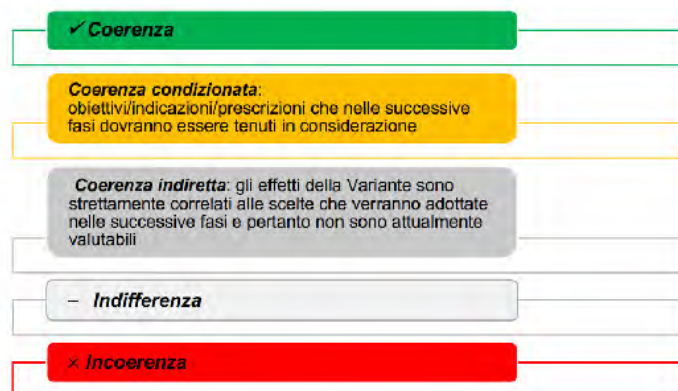 ✓ Coerenza
Coerenza condizionata:
obiettivi/indicazioni/prescrizioni che nelle successive
fasi dovranno essere tenuti in considerazione
Coerenza indiretta: gli effetti della Variante sono
strettamente correlati alle scelte che verranno adottate
nelle successive fasi e pertanto non sono attualmente
valutabili
– Indifferenza
× Incoerenza